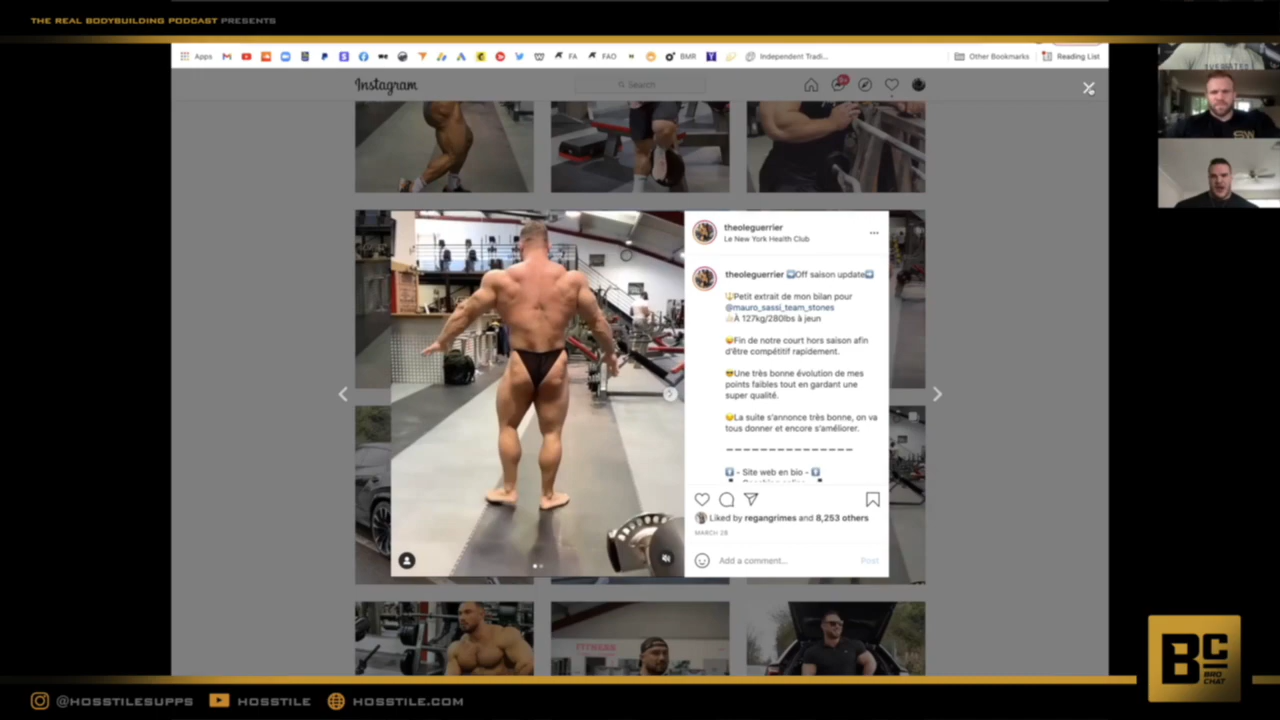 THE REAL BODYBUILDING PODCAST PRESENTS
Apps
FA
FAO
BMR
Independent Tradi...
Other Bookmarks
Reading List
Instagram
Search
theoleguerrier
Le New York Health Club
theoleguerrier ➡️Off saison update➡️
Petit extrait de mon bilan pour
@mauro_sassi_team_stones
À 127kg/280lbs à jeun
Fin de notre court hors saison afin
d'être compétitif rapidement.
Une très bonne évolution de mes
points faibles tout en gardant une
super qualité.
La suite s'annonce très bonne, on va
tous donner et encore s'améliorer.
_ _ _ _ _ _ _ _ _ _ _ _ _ _ _
⬆️ - Site web en bio - ⬆️
Liked by regangrimes and 8,253 others
MARCH 28
Add a comment...
Post
FITNESS
BC
BRO
CHAT
@HOSSTILESUPPS
HOSSTILE
HOSSTILE.COM